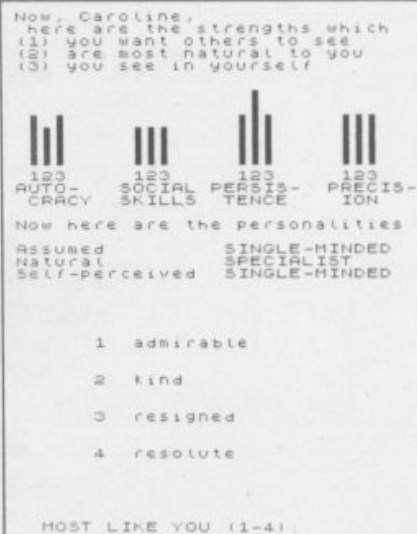 Now, Caroline,
here are the strengths which
(1) you want others to see
(2) are most natural to you
(3) you see in yourself
123 123 123 123
AUTO- SOCIAL PERSIS- PRECIS-
CRACY SKILLS TENCE ION
Now here are the personalities
Assumed SINGLE-MINDED
Natural SPECIALIST
Self-perceived SINGLE-MINDED
1 admirable
2 kind
3 resigned
4 resolute
MOST LIKE YOU (1-4):